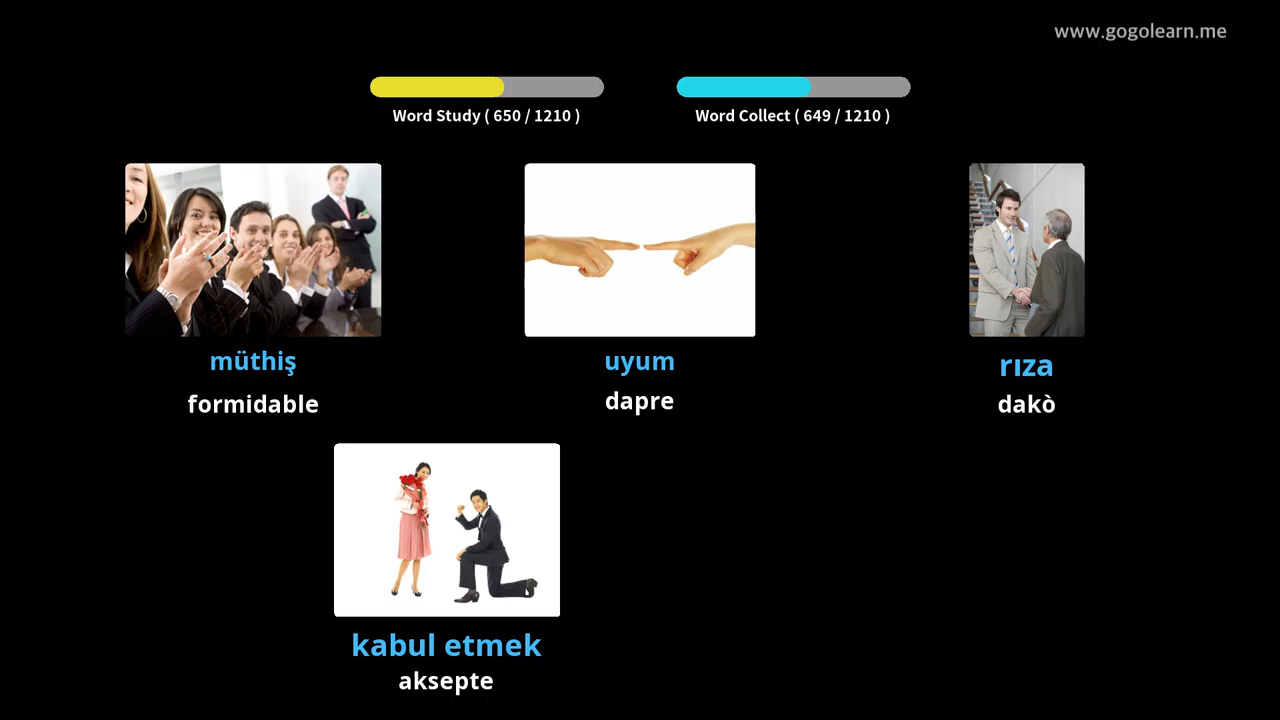 www.gogolearn.me
Word Study ( 650 / 1210 )
Word Collect ( 649 / 1210 )
müthiş
formidable
uyum
dapre
rıza
dakò
kabul etmek
aksepte